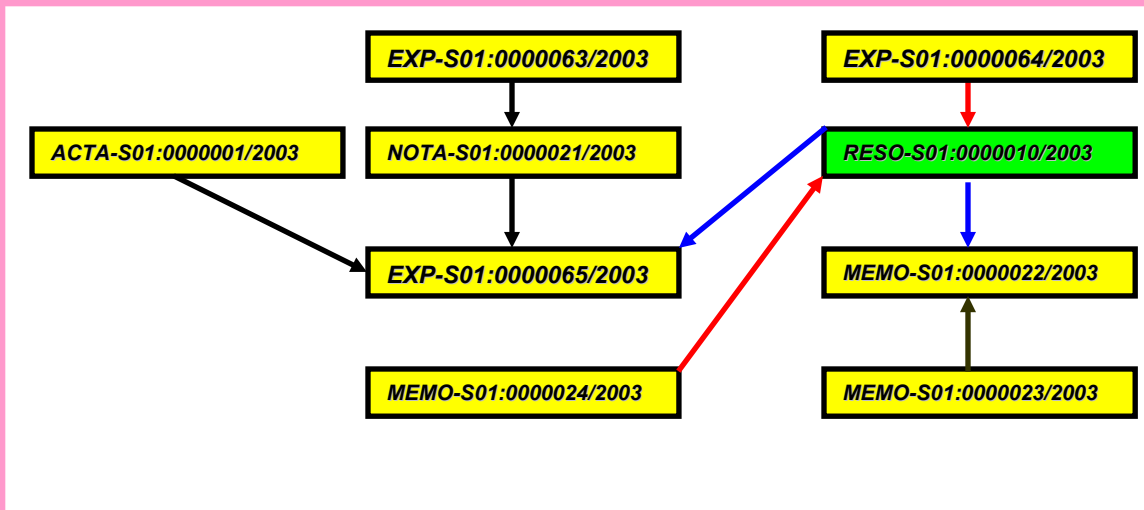 EXP-S01:0000063/2003
EXP-S01:0000064/2003
ACTA-S01:0000001/2003
NOTA-S01:0000021/2003
RESO-S01:0000010/2003
EXP-S01:0000065/2003
MEMO-S01:0000022/2003
MEMO-S01:0000024/2003
MEMO-S01:0000023/2003